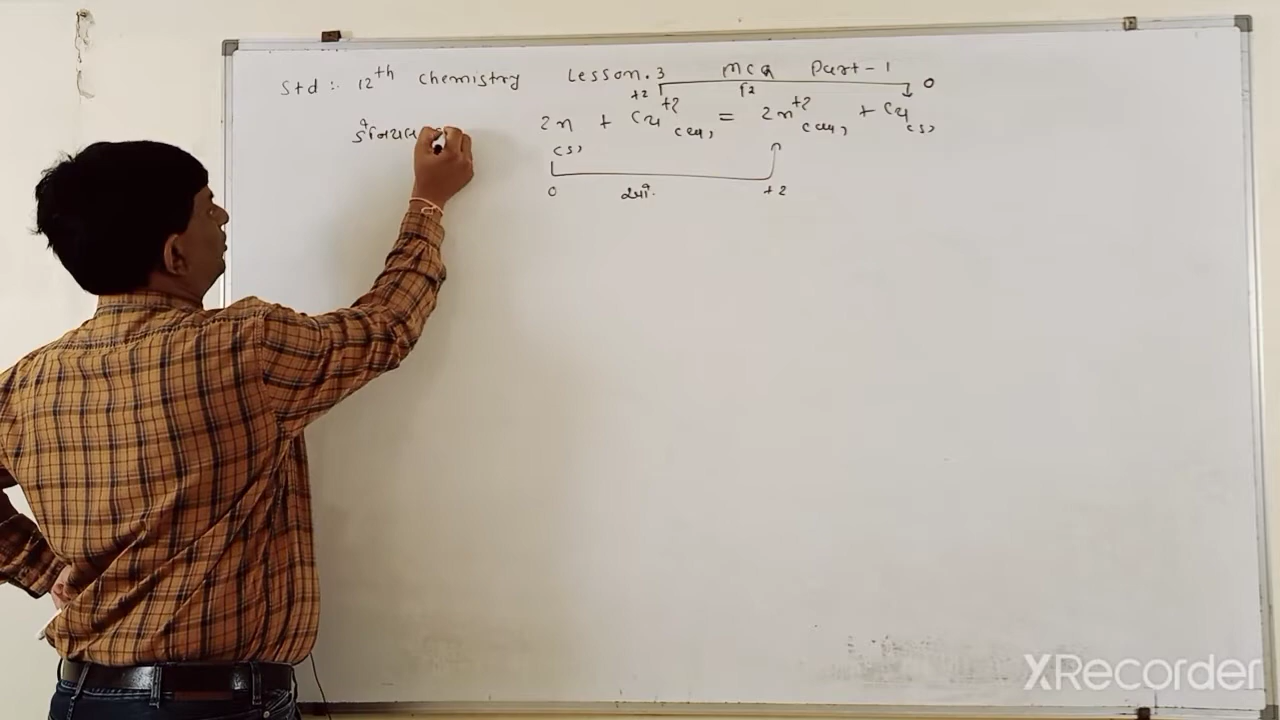 Std :- 12th Chemistry Lesson.3 MCQ Part-1
+2 0
Zn(s) + Cu+2(aq) = Zn+2(aq) + Cu(s)
0 +2
XRecorder